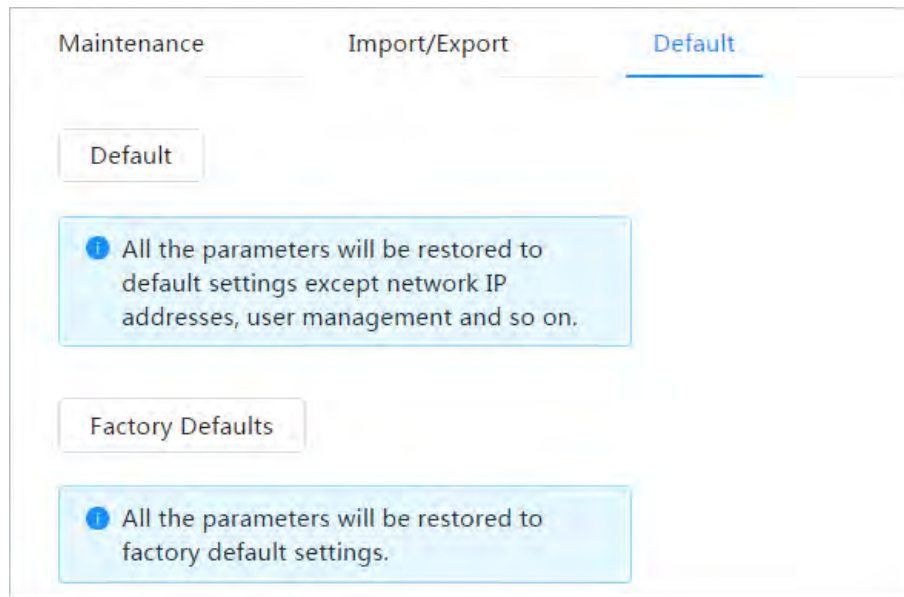 Maintenance Import/Export Default
Default
All the parameters will be restored to
default settings except network IP
addresses, user management and so on.
Factory Defaults
All the parameters will be restored to
factory default settings.